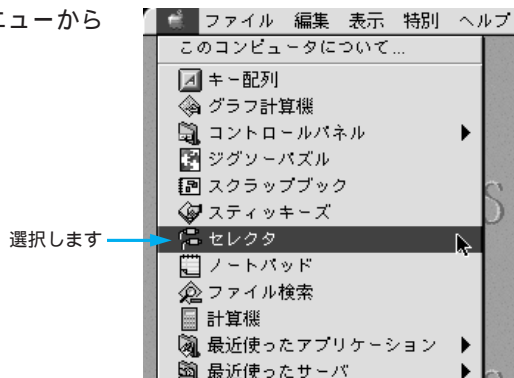 ニューから
ファイル 編集 表示 特別 ヘルプ
このコンピュータについて...
キー配列
グラフ計算機
コントロールパネル
ジグソーパズル
スクラップブック
スティッキーズ
選択します
セレクタ
ノートパッド
ファイル検索
計算機
最近使ったアプリケーション
最近使ったサーバ